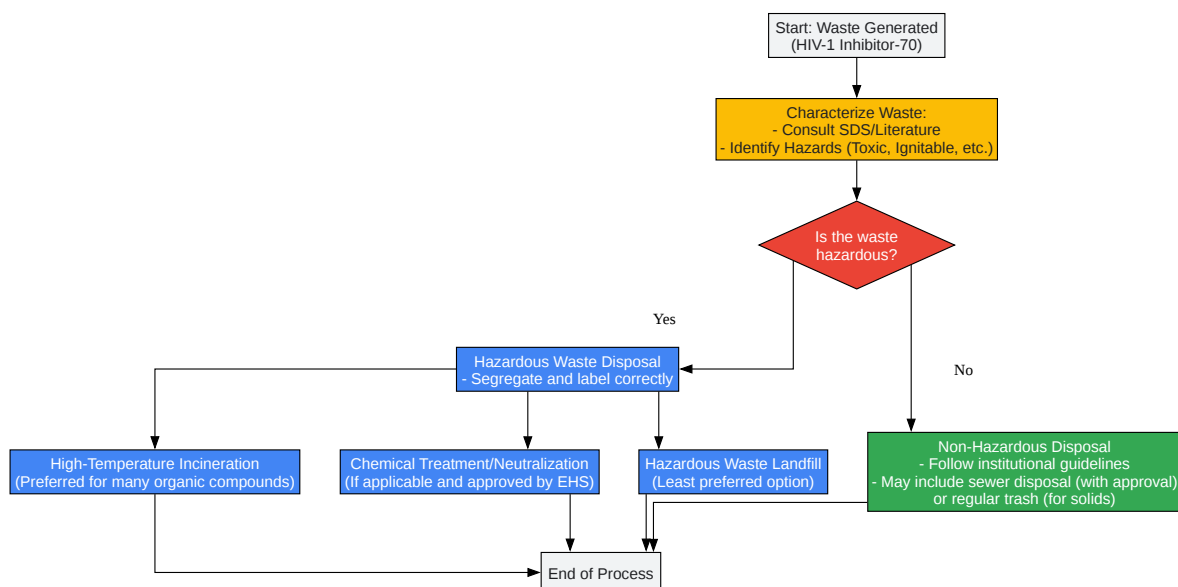 Start: Waste Generated
(HIV-1 Inhibitor-70)
Characterize Waste:
- Consult SDS/Literature
- Identify Hazards (Toxic, Ignitable, etc.)
Is the waste
hazardous?
Yes
No
Hazardous Waste Disposal
- Segregate and label correctly
High-Temperature Incineration
(Preferred for many organic compounds)
Chemical Treatment/Neutralization
(If applicable and approved by EHS)
Hazardous Waste Landfill
(Least preferred option)
Non-Hazardous Disposal
- Follow institutional guidelines
- May include sewer disposal (with approval)
or regular trash (for solids)
End of Process